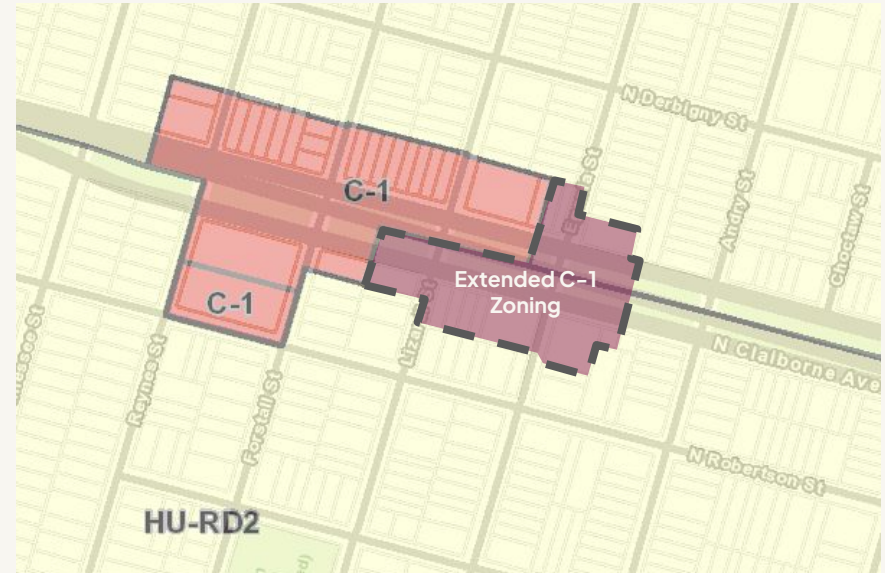 N Derbigny St
C-1
Andry St
Choctaw St
Extended C-1
Zoning
C-1
N Claiborne Ave
Reynes St
Forstall St
N Robertson St
HU-RD2